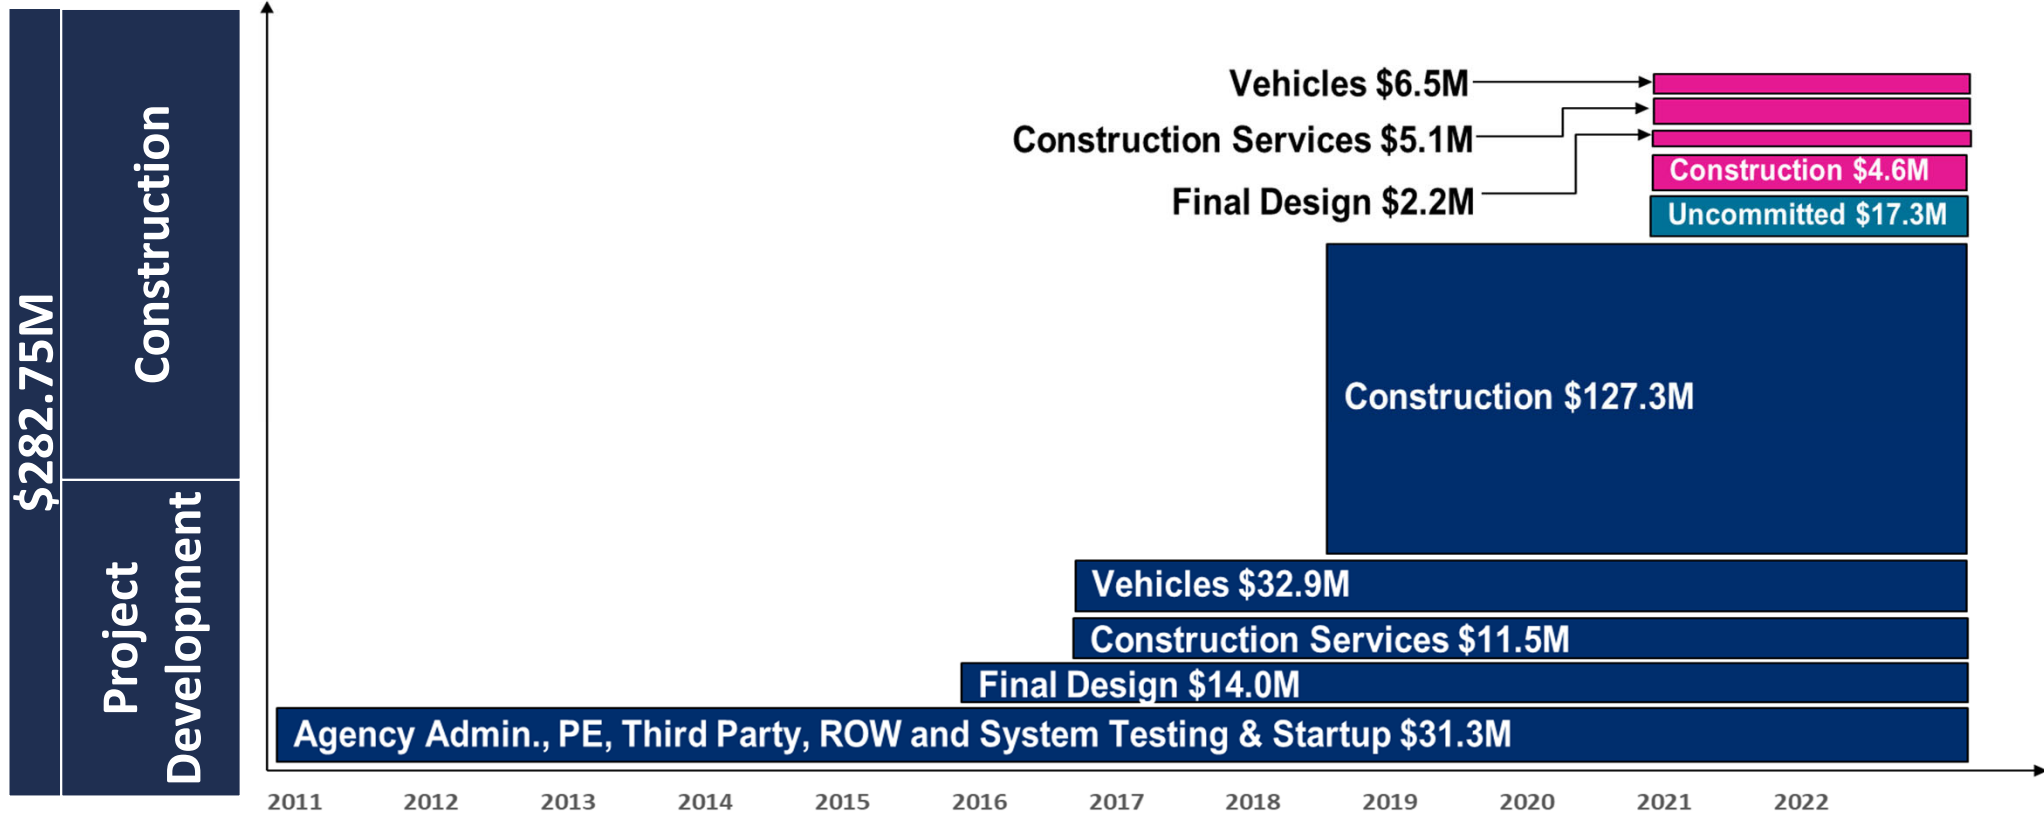 $282.75M
Construction
Project
Development
Vehicles $6.5M
Construction Services $5.1M
Final Design $2.2M
Construction $4.6M
Uncommitted $17.3M
Construction $127.3M
Vehicles $32.9M
Construction Services $11.5M
Final Design $14.0M
Agency Admin., PE, Third Party, ROW and System Testing & Startup $31.3M
2011 2012 2013 2014 2015 2016 2017 2018 2019 2020 2021 2022